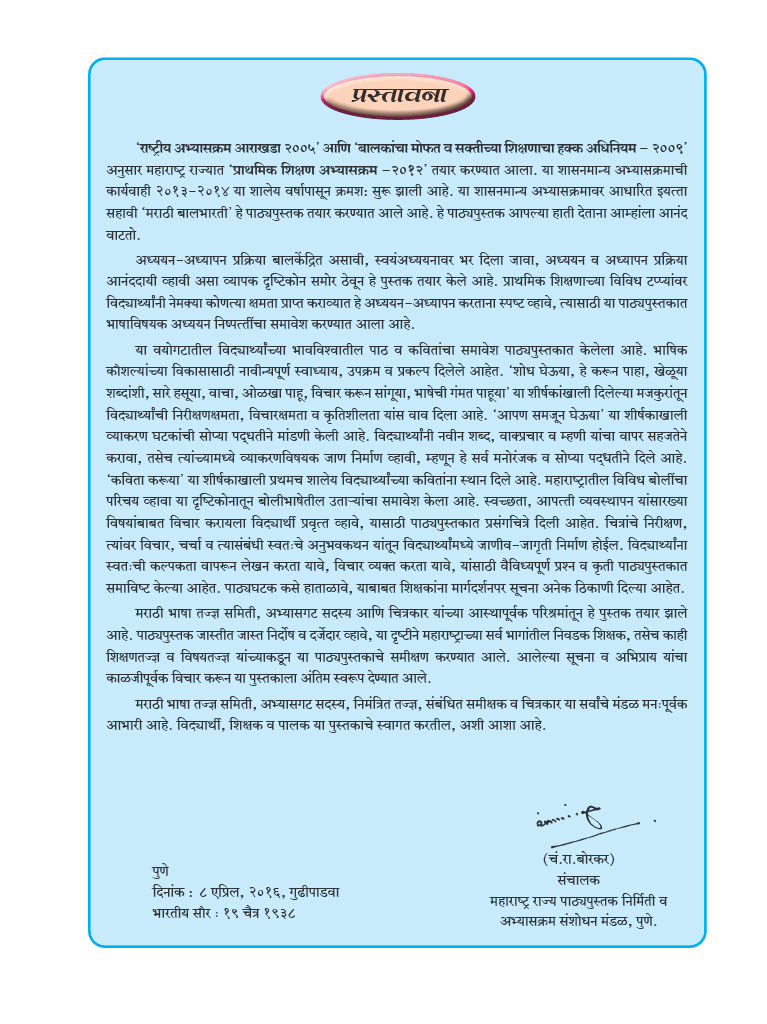 प्रस्तावना
‘राष्ट्रीय अभ्यासक्रम आराखडा २००५’ आणि ‘बालकांचा मोफत व सक्तीच्या शिक्षणाचा हक्क अधिनियम – २००९’
अनुसार महाराष्ट्र राज्यात ‘प्राथमिक शिक्षण अभ्यासक्रम –२०१२’ तयार करण्यात आला. या शासनमान्य अभ्यासक्रमाची
कार्यवाही २०१३-२०१४ या शालेय वर्षापासून क्रमशः सुरू झाली आहे. या शासनमान्य अभ्यासक्रमावर आधारित इयत्ता
सहावी ‘मराठी बालभारती’ हे पाठ्यपुस्तक तयार करण्यात आले आहे. हे पाठ्यपुस्तक आपल्या हाती देताना आम्हांला आनंद
वाटतो.
अध्ययन-अध्यापन प्रक्रिया बालकेंद्रित असावी, स्वयंअध्ययनावर भर दिला जावा, अध्ययन व अध्यापन प्रक्रिया
आनंददायी व्हावी असा व्यापक दृष्टिकोन समोर ठेवून हे पुस्तक तयार केले आहे. प्राथमिक शिक्षणाच्या विविध टप्प्यांवर
विद्यार्थ्यांनी नेमक्या कोणत्या क्षमता प्राप्त कराव्यात हे अध्ययन-अध्यापन करताना स्पष्ट व्हावे, त्यासाठी या पाठ्यपुस्तकात
भाषाविषयक अध्ययन निष्पत्तींचा समावेश करण्यात आला आहे.
या वयोगटातील विद्यार्थ्यांच्या भावविश्वातील पाठ व कवितांचा समावेश पाठ्यपुस्तकात केलेला आहे. भाषिक
कौशल्यांच्या विकासासाठी नावीन्यपूर्ण स्वाध्याय, उपक्रम व प्रकल्प दिलेले आहेत. ‘शोध घेऊया, हे करून पाहा, खेळूया
शब्दांशी, सारे हसूया, वाचा, ओळखा पाहू, विचार करून सांगूया, भाषेची गंमत पाहूया’ या शीर्षकांखाली दिलेल्या मजकुरांतून
विद्यार्थ्यांची निरीक्षणक्षमता, विचारक्षमता व कृतिशीलता यांस वाव दिला आहे. ‘आपण समजून घेऊया’ या शीर्षकाखाली
व्याकरण घटकांची सोप्या पद्धतीने मांडणी केली आहे. विद्यार्थ्यांनी नवीन शब्द, वाक्प्रचार व म्हणी यांचा वापर सहजतेने
करावा, तसेच त्यांच्यामध्ये व्याकरणविषयक जाण निर्माण व्हावी, म्हणून हे सर्व मनोरंजक व सोप्या पद्धतीने दिले आहे.
‘कविता करूया’ या शीर्षकाखाली प्रथमच शालेय विद्यार्थ्यांच्या कवितांना स्थान दिले आहे. महाराष्ट्रातील विविध बोलींचा
परिचय व्हावा या दृष्टिकोनातून बोलीभाषेतील उताऱ्यांचा समावेश केला आहे. स्वच्छता, आपत्ती व्यवस्थापन यांसारख्या
विषयांबाबत विचार करायला विद्यार्थी प्रवृत्त व्हावे, यासाठी पाठ्यपुस्तकात प्रसंगचित्रे दिली आहेत. चित्रांचे निरीक्षण,
त्यांवर विचार, चर्चा व त्यासंबंधी स्वतःचे अनुभवकथन यांतून विद्यार्थ्यांमध्ये जाणीव-जागृती निर्माण होईल. विद्यार्थ्यांना
स्वतःची कल्पकता वापरून लेखन करता यावे, विचार व्यक्त करता यावे, यांसाठी वैविध्यपूर्ण प्रश्न व कृती पाठ्यपुस्तकात
समाविष्ट केल्या आहेत. पाठ्यघटक कसे हाताळावे, याबाबत शिक्षकांना मार्गदर्शनपर सूचना अनेक ठिकाणी दिल्या आहेत.
मराठी भाषा तज्ज्ञ समिती, अभ्यासगट सदस्य आणि चित्रकार यांच्या आस्थापूर्वक परिश्रमांतून हे पुस्तक तयार झाले
आहे. पाठ्यपुस्तक जास्तीत जास्त निर्दोष व दर्जेदार व्हावे, या दृष्टीने महाराष्ट्राच्या सर्व भागांतील निवडक शिक्षक, तसेच काही
शिक्षणतज्ज्ञ व विषयतज्ज्ञ यांच्याकडून या पाठ्यपुस्तकाचे समीक्षण करण्यात आले. आलेल्या सूचना व अभिप्राय यांचा
काळजीपूर्वक विचार करून या पुस्तकाला अंतिम स्वरूप देण्यात आले.
मराठी भाषा तज्ज्ञ समिती, अभ्यासगट सदस्य, निमंत्रित तज्ज्ञ, संबंधित समीक्षक व चित्रकार या सर्वांचे मंडळ मनःपूर्वक
आभारी आहे. विद्यार्थी, शिक्षक व पालक या पुस्तकाचे स्वागत करतील, अशी आशा आहे.
(चं.रा.बोरकर)
संचालक
महाराष्ट्र राज्य पाठ्यपुस्तक निर्मिती व
अभ्यासक्रम संशोधन मंडळ, पुणे.
पुणे
दिनांक : ८ एप्रिल, २०१६, गुढीपाडवा
भारतीय सौर : १९ चैत्र १९३८